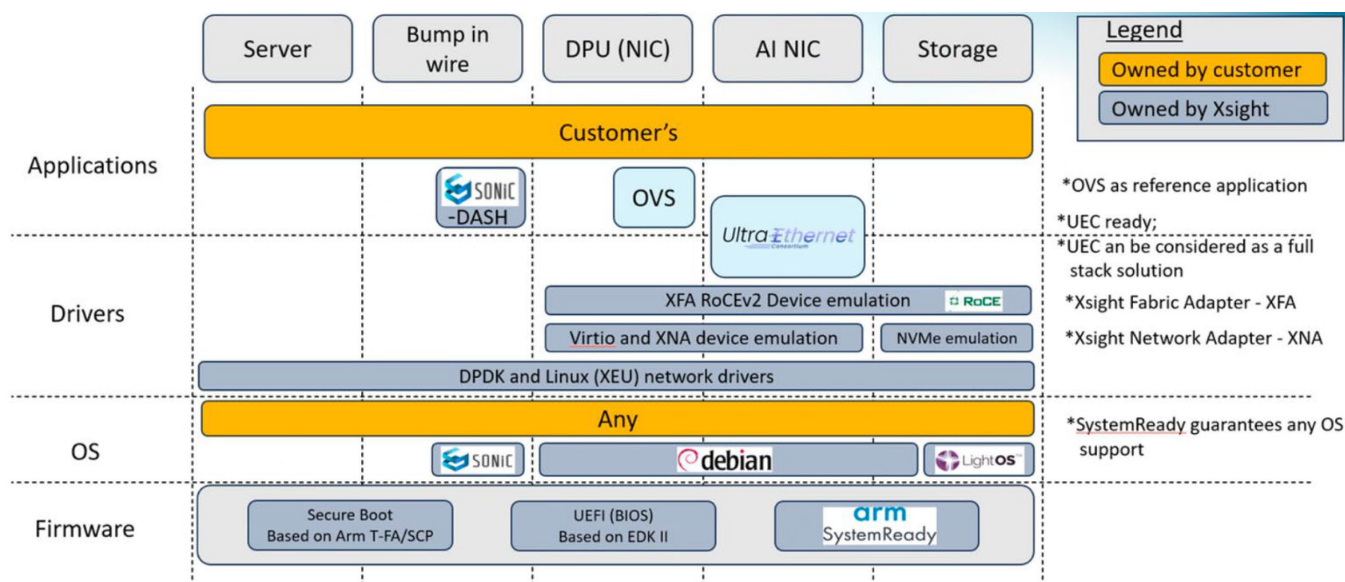 Server
Bump in
wire
DPU (NIC)
AI NIC
Storage
Legend
Owned by customer
Owned by Xsight
Applications
Customer's
SONiC
-DASH
OVS
Ultra Ethernet
Consortium
*OVS as reference application
*UEC ready;
*UEC an be considered as a full
stack solution
Drivers
XFA RoCEv2 Device emulation
RoCE
*Xsight Fabric Adapter - XFA
Virtio and XNA device emulation
NVMe emulation
*Xsight Network Adapter - XNA
DPDK and Linux (XEU) network drivers
OS
Any
SONiC
debian
LightOS™
*SystemReady guarantees any OS
support
Firmware
Secure Boot
Based on Arm T-FA/SCP
UEFI (BIOS)
Based on EDK II
arm
SystemReady